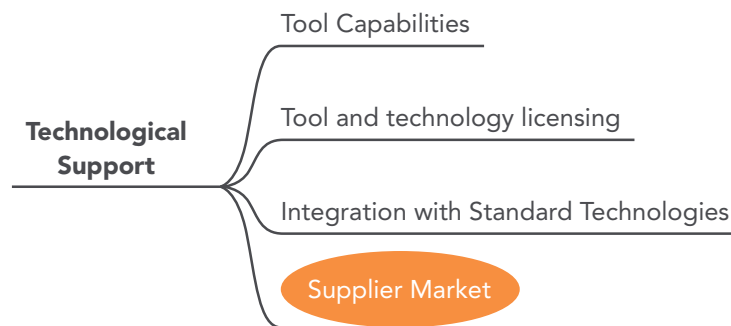 Tool Capabilities
Tool and technology licensing
Technological
Support
Integration with Standard Technologies
Supplier Market